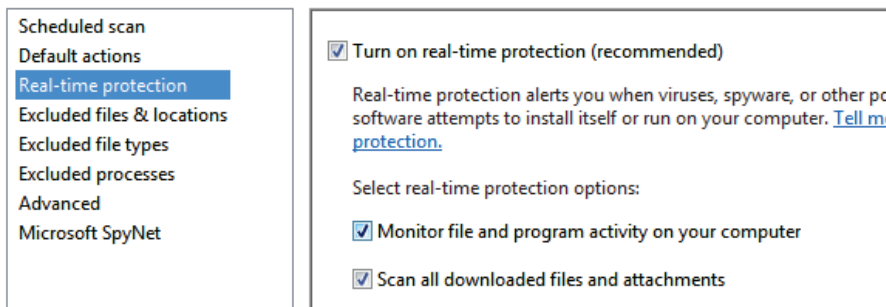 Scheduled scan
Default actions
Real-time protection
Excluded files & locations
Excluded file types
Excluded processes
Advanced
Microsoft SpyNet
Turn on real-time protection (recommended)
Real-time protection alerts you when viruses, spyware, or other
software attempts to install itself or run on your computer. Tell
protection.
Select real-time protection options:
Monitor file and program activity on your computer
Scan all downloaded files and attachments